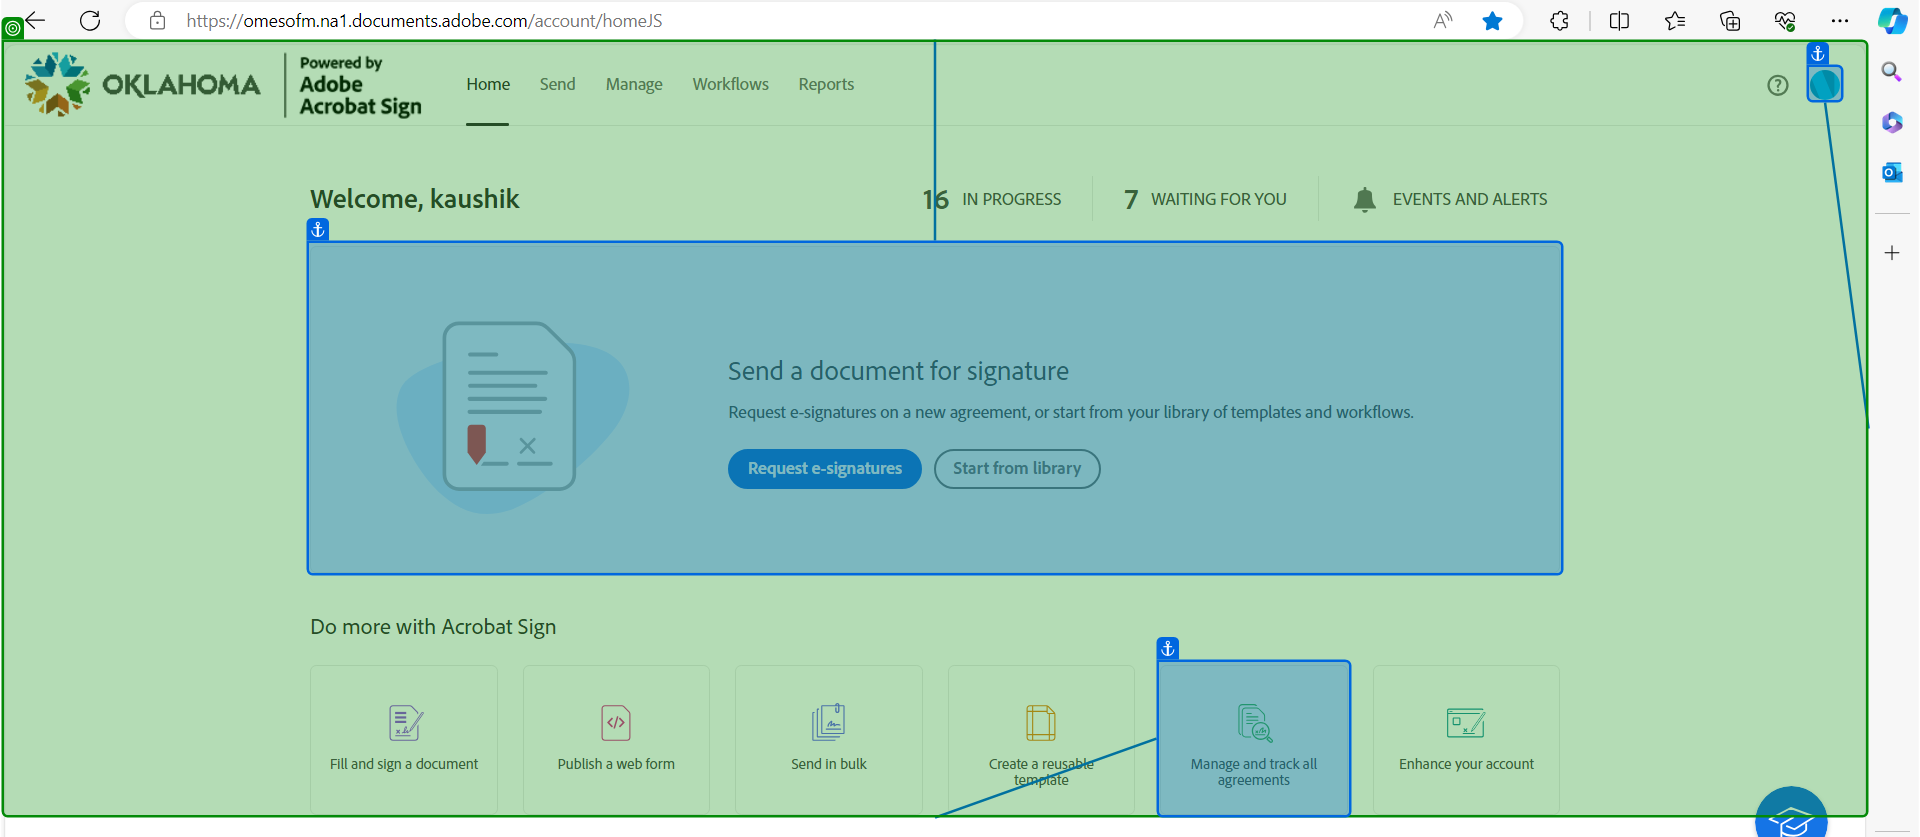 https://omesofm.na1.documents.adobe.com/account/homeJS
OKLAHOMA
Powered by
Adobe
Acrobat Sign
Home Send Manage Workflows Reports
Welcome, kaushik
16 IN PROGRESS 7 WAITING FOR YOU EVENTS AND ALERTS
Send a document for signature
Request e-signatures on a new agreement, or start from your library of templates and workflows.
Request e-signatures Start from library
Do more with Acrobat Sign
Fill and sign a document
Publish a web form
Send in bulk
Create a reusable
template
Manage and track all
agreements
Enhance your account